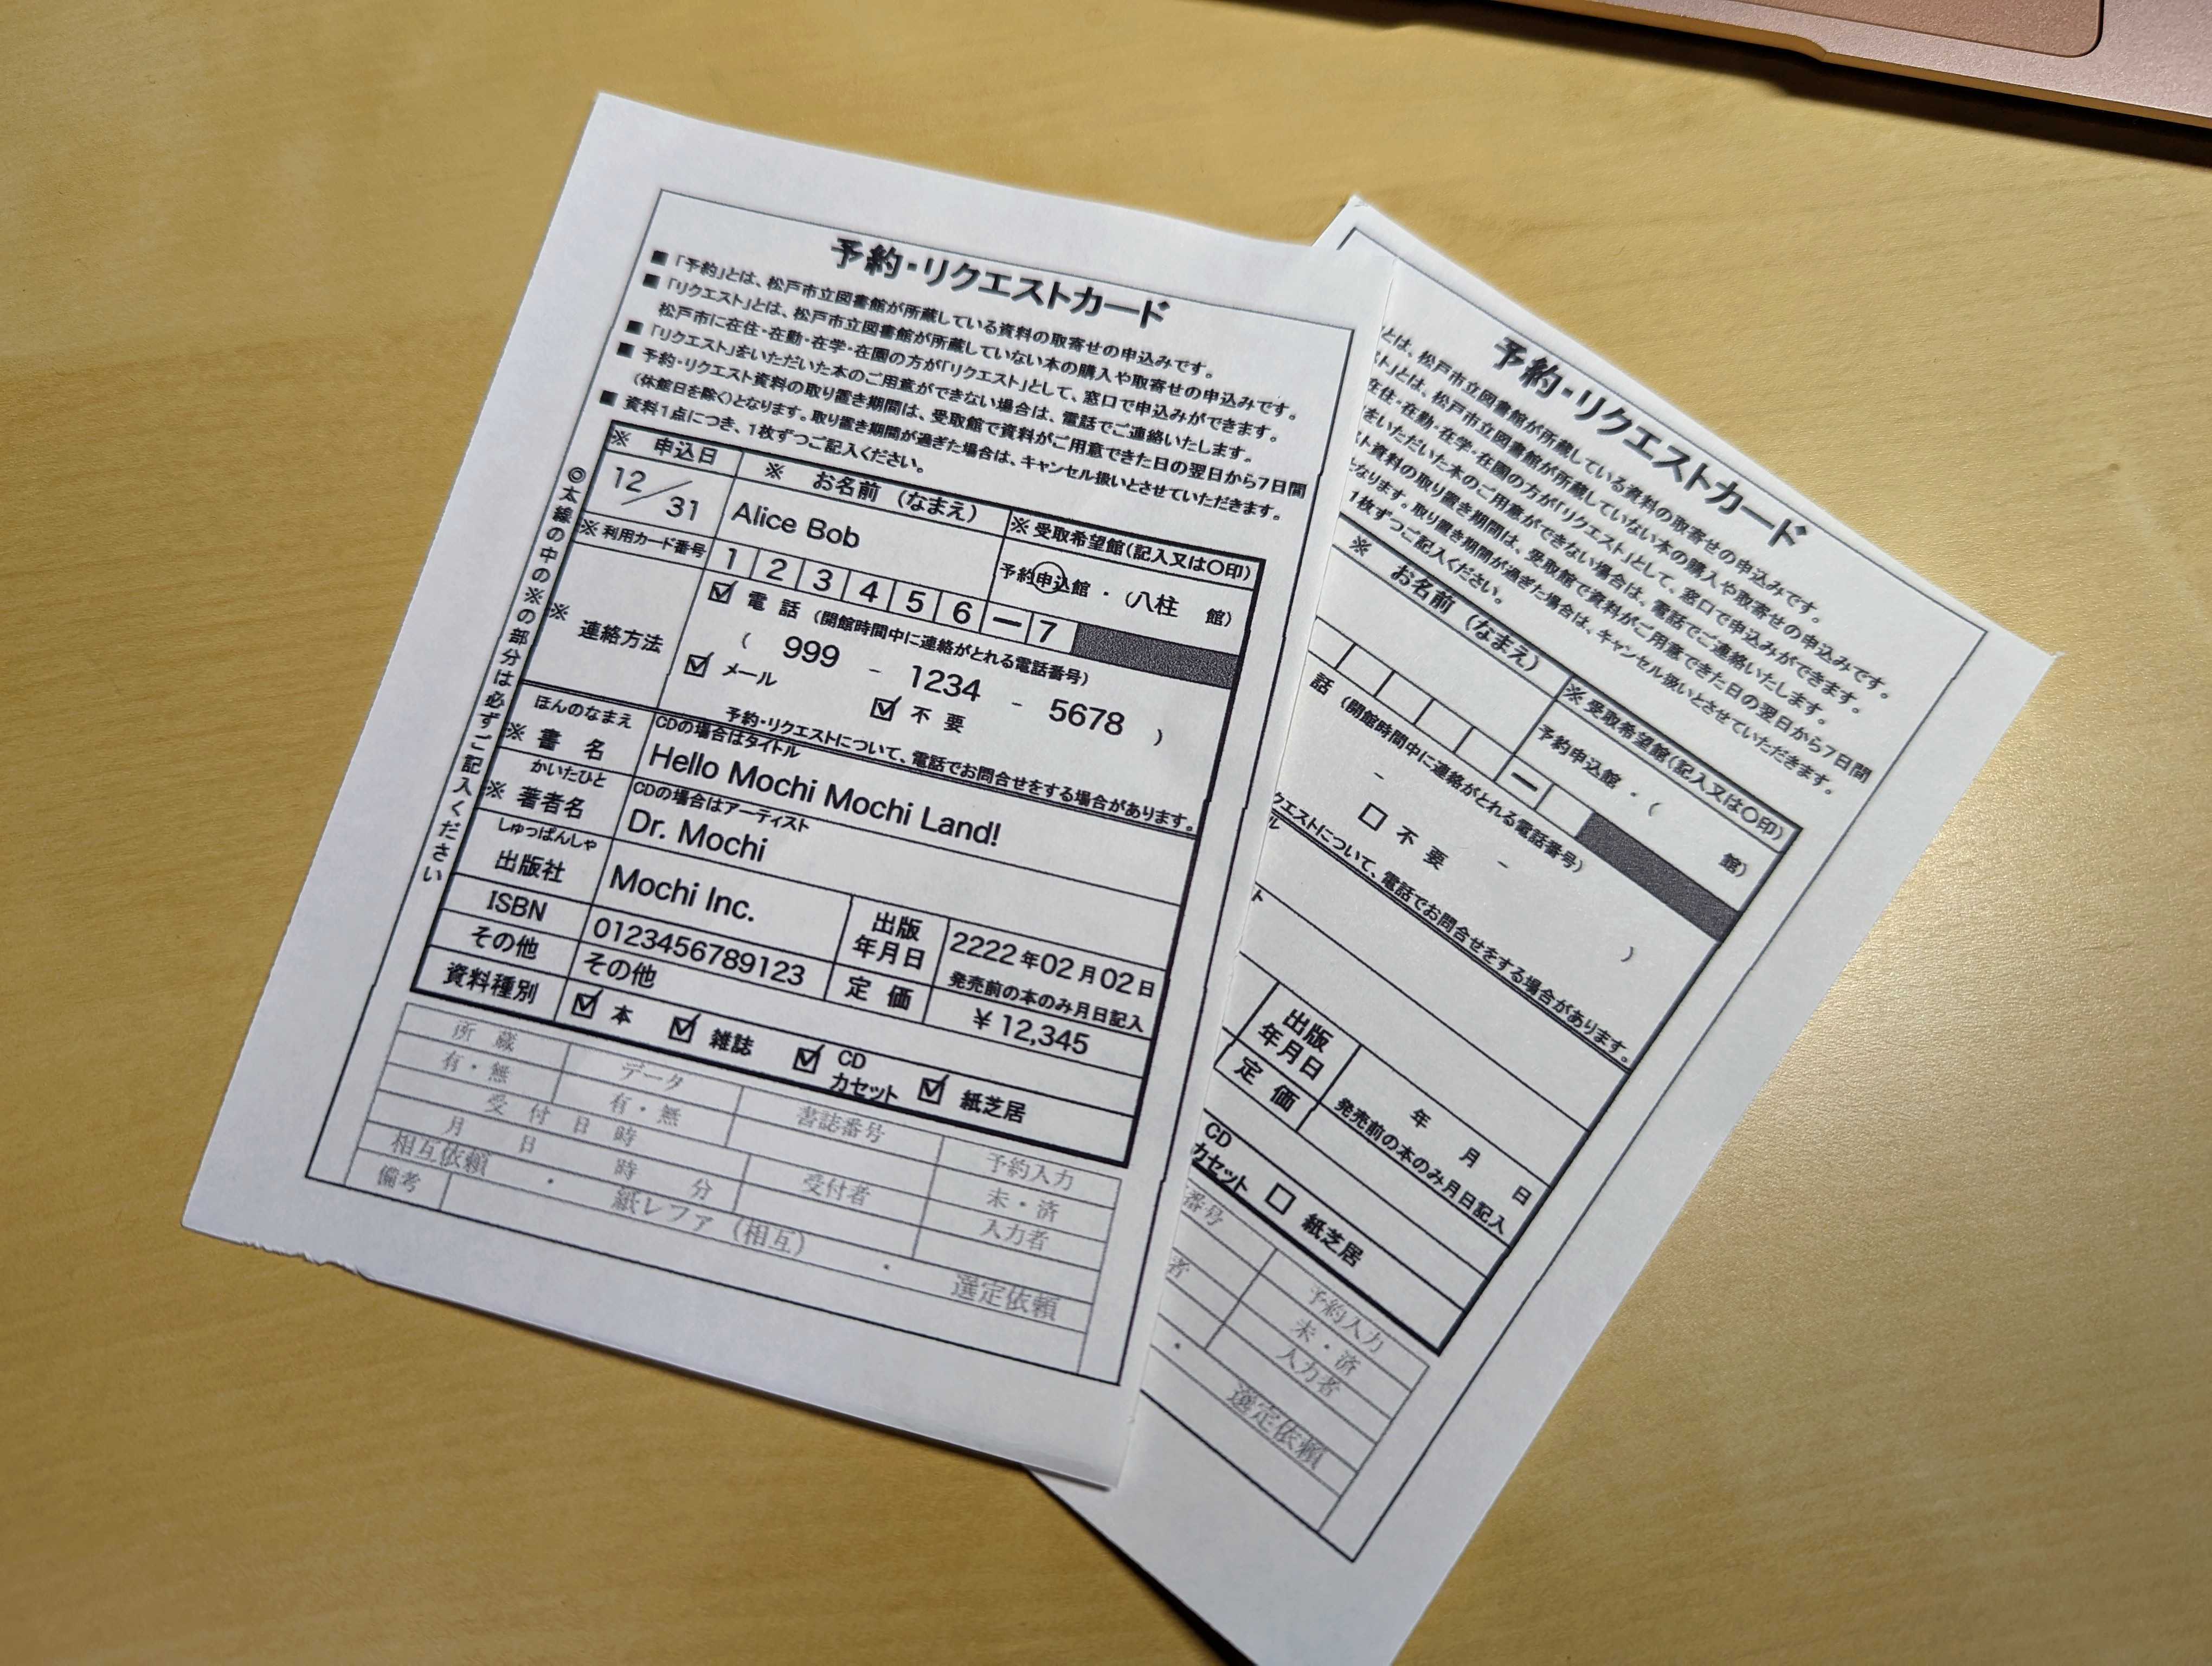 予約・リクエストカード
■ 「予約」とは、松戸市立図書館が所蔵している資料の取寄せの申込みです。
■ 「リクエスト」とは、松戸市立図書館が所蔵していない本の購入や取寄せの申込みです。
松戸市に在住・在勤・在学・在園の方が「リクエスト」として、窓口で申込みができます。
■ 「リクエスト」をいただいた本のご用意ができない場合は、電話でご連絡いたします。
■ 予約・リクエスト資料の取り置き期間は、受取館で資料がご用意できた日の翌日から7日間
(休館日を除く)となります。取り置き期間が過ぎた場合は、キャンセル扱いとさせていただきます。
■ 資料1点につき、1枚ずつご記入ください。
◎太線の中の※の部分は必ずご記入ください
※ 申込日
12/31
※ お名前 (なまえ)
Alice Bob
※ 受取希望館(記入又は〇印)
予約申込館 ・ (八柱 館)
※ 利用カード番号
1 2 3 4 5 6 ー 7
※ 連絡方法
☑ 電 話 (開館時間中に連絡がとれる電話番号)
( 999 - 1234 - 5678 )
☑ メール ☑ 不 要
予約・リクエストについて、電話でお問合せをする場合があります。
ほんのなまえ
※ 書 名
CDの場合はタイトル
Hello Mochi Mochi Land!
かいたひと
※ 著者名
CDの場合はアーティスト
Dr. Mochi
しゅっぱんしゃ
出版社
Mochi Inc.
出版
年月日
2222 年 02 月 02 日
発売前の本のみ月日記入
ISBN
0123456789123
定 価
¥ 12,345
その他
その他
資料種別
☑ 本 ☑ 雑誌 ☑ CD
カセット ☑ 紙芝居
所 蔵
有・無
データ
有・無
書誌番号
予約入力
未・済
受 付 日 時
月 日 時 分
受付者
入力者
相互依頼 ・ 紙レファ (相互) ・ 選定依頼
備考
予約・リクエストカード
とは、松戸市立図書館が所蔵している資料の取寄せの申込みです。
スト」とは、松戸市立図書館が所蔵していない本の購入や取寄せの申込みです。
在住・在勤・在学・在園の方が「リクエスト」として、窓口で申込みができます。
をいただいた本のご用意ができない場合は、電話でご連絡いたします。
スト資料の取り置き期間は、受取館で資料がご用意できた日の翌日から7日間
となります。取り置き期間が過ぎた場合は、キャンセル扱いとさせていただきます。
1枚ずつご記入ください。
※ お名前 (なまえ)
※ 受取希望館(記入又は〇印)
予約申込館 ・ ( 館)
ー
話 (開館時間中に連絡がとれる電話番号)
- - )
□ 不 要
クエストについて、電話でお問合せをする場合があります。
ル
ト
出版
年月日
年 月 日
発売前の本のみ月日記入
定 価
CD
カセット □ 紙芝居
番号
予約入力
未・済
者
入力者
・ 選定依頼